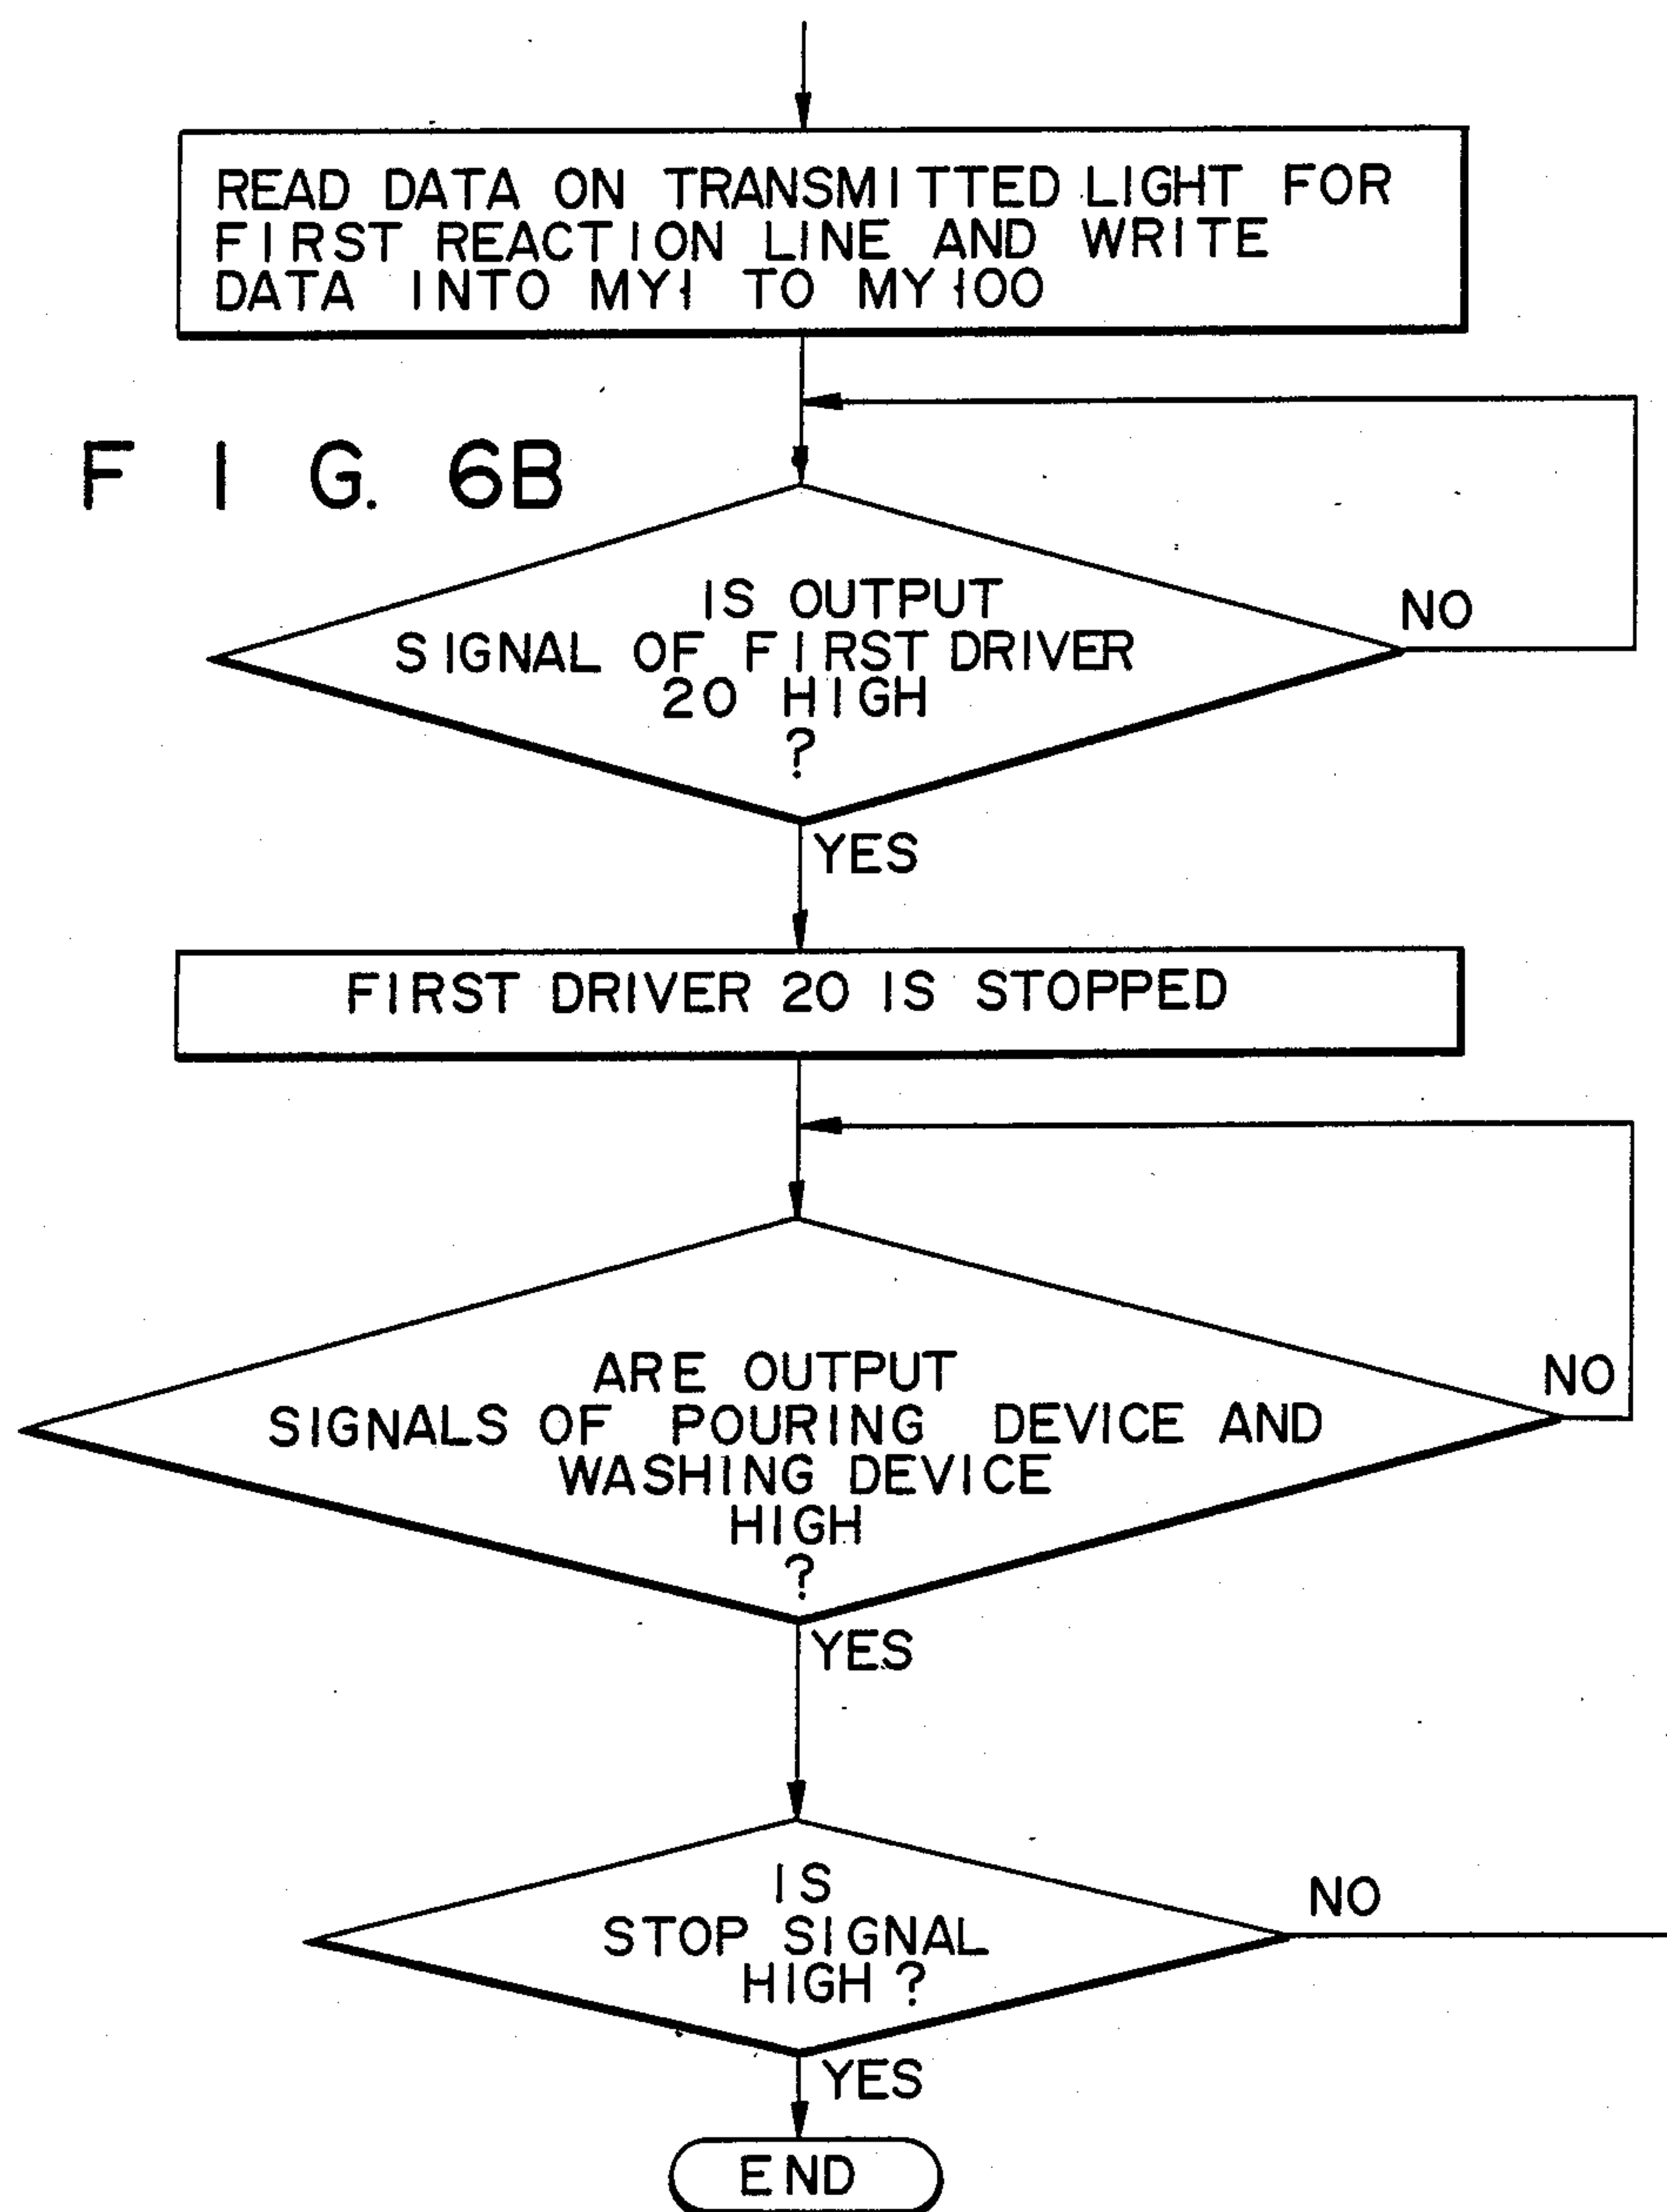 READ DATA ON TRANSMITTED LIGHT FOR
FIRST REACTION LINE AND WRITE
DATA INTO MY1 TO MY100
FIG. 6B
IS OUTPUT
SIGNAL OF FIRST DRIVER
20 HIGH
?
NO
YES
FIRST DRIVER 20 IS STOPPED
ARE OUTPUT
SIGNALS OF POURING DEVICE AND
WASHING DEVICE
HIGH
?
NO
YES
IS
STOP SIGNAL
HIGH ?
NO
YES
END